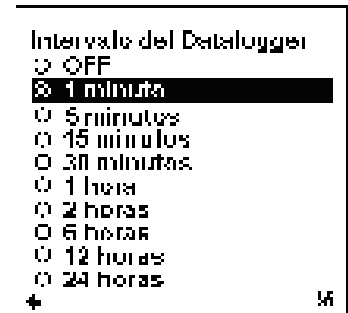 Intervalo del Datalogger
OFF
1 minuto
5 minutos
15 minutos
30 minutos
1 hora
2 horas
6 horas
12 horas
24 horas